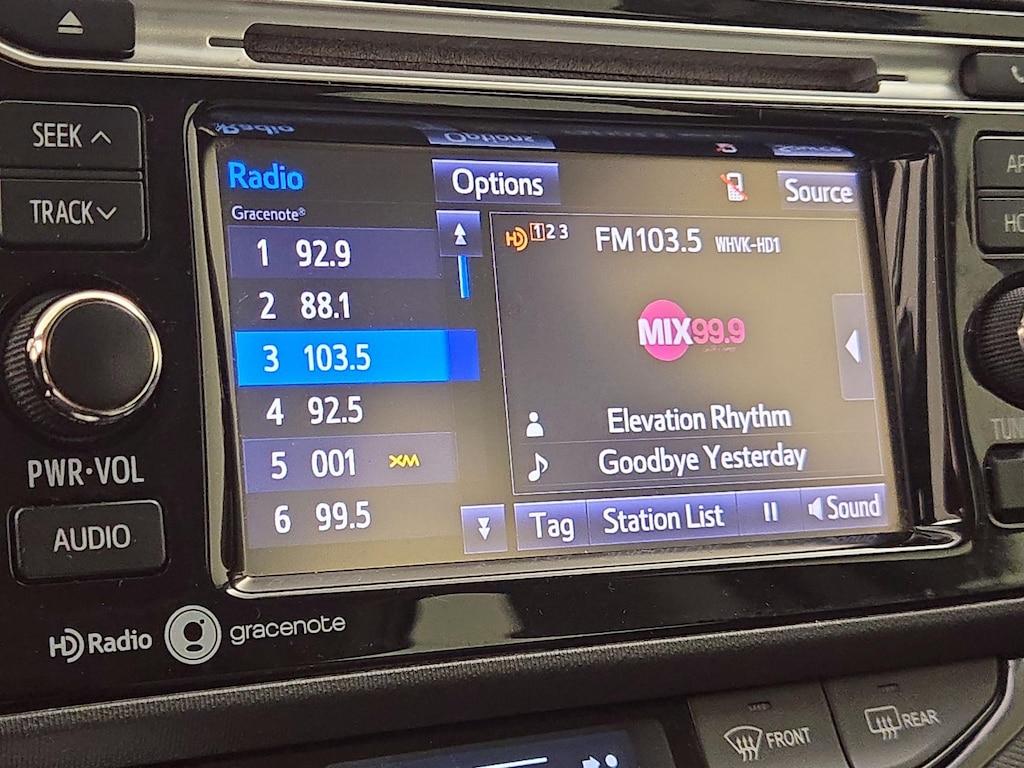 SEEK
TRACK
PWR•VOL
AUDIO
Radio
Options
Source
Gracenote®
1 92.9
2 88.1
3 103.5
4 92.5
5 001 XM
6 99.5
HD 1 2 3 FM103.5 WHVK-HD1
MIX99.9
Elevation Rhythm
Goodbye Yesterday
Tag
Station List
Sound
HD Radio
gracenote
FRONT
REAR